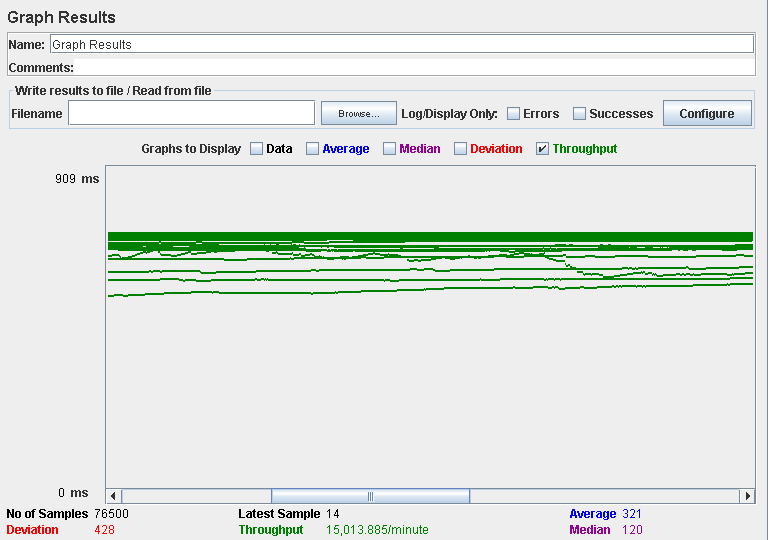 Graph Results
Name: Graph Results
Comments:
Write results to file / Read from file
Filename Browse... Log/Display Only: Errors Successes Configure
Graphs to Display Data Average Median Deviation Throughput
909 ms
0 ms
No of Samples 76500 Latest Sample 14 Average 321
Deviation 428 Throughput 15,013.885/minute Median 120